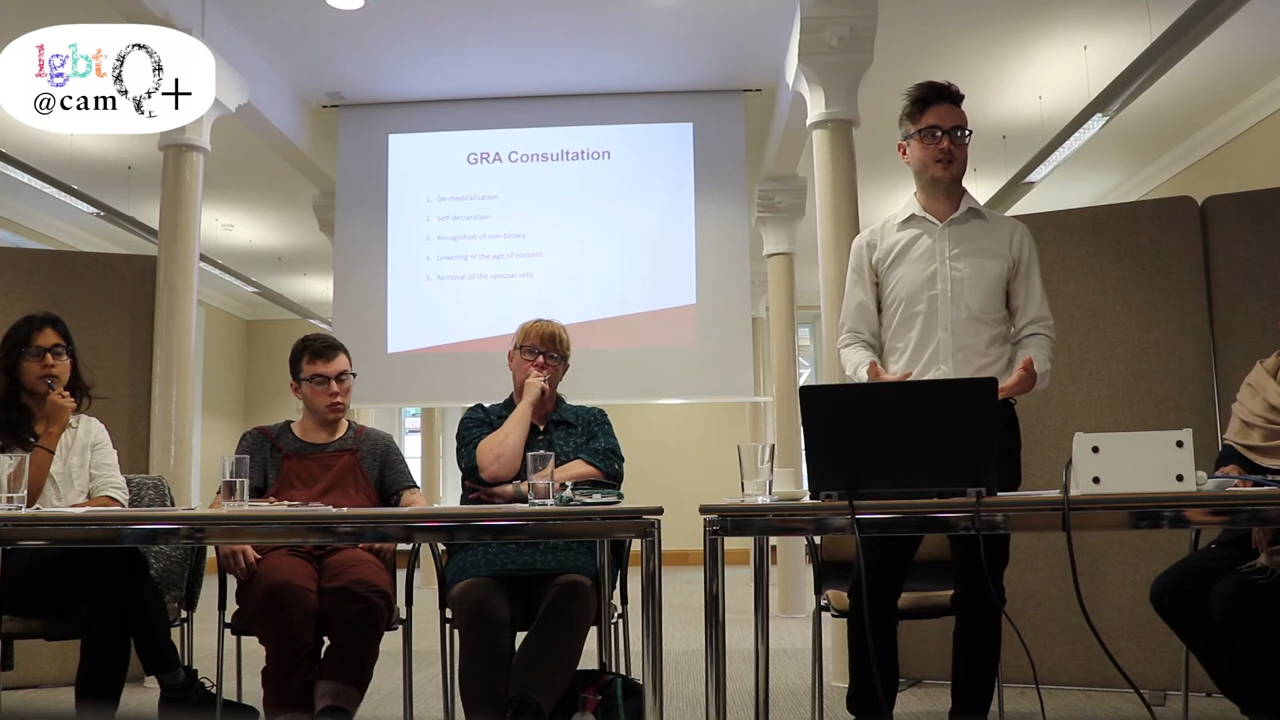 lgbt
@cam Q+
GRA Consultation
1. De-medicalisation
2. Self-declaration
3. Recognition of non-binary
4. Lowering of the age of consent
5. Removal of the spousal veto